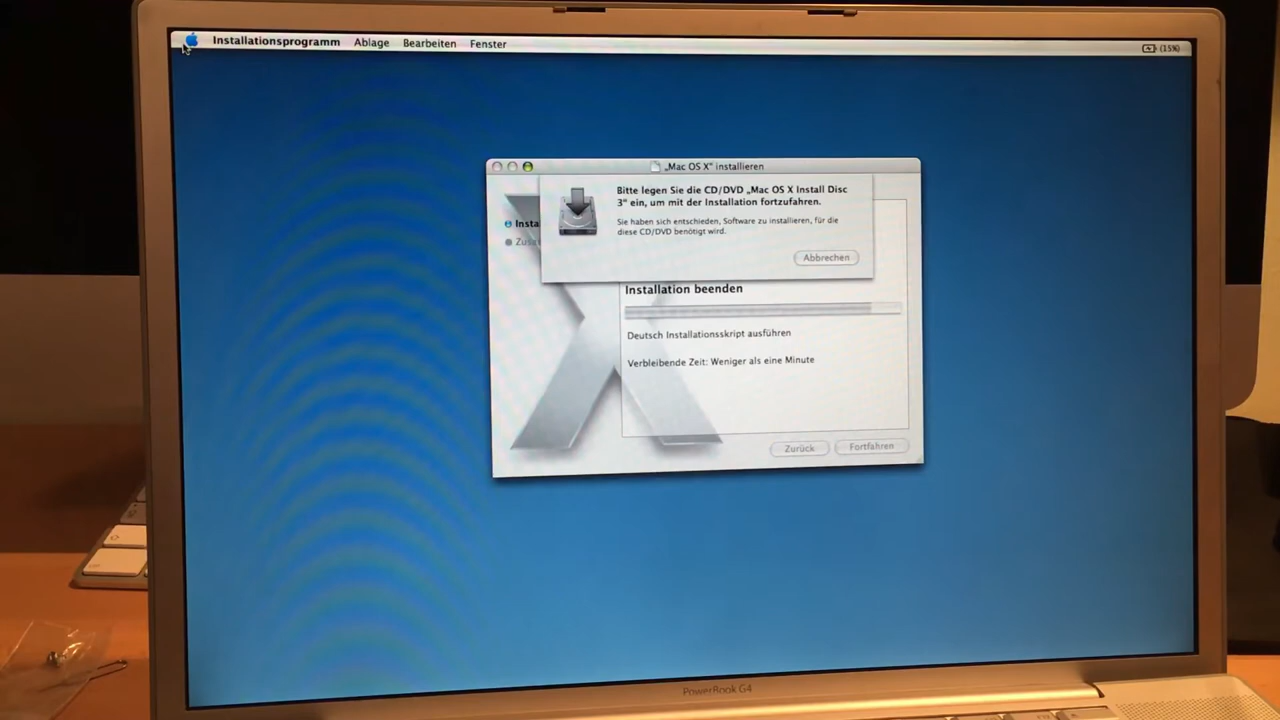 Installationsprogramm Ablage Bearbeiten Fenster (15%)
„Mac OS X“ installieren
Bitte legen Sie die CD/DVD „Mac OS X Install Disc
3“ ein, um mit der Installation fortzufahren.
Sie haben sich entschieden, Software zu installieren, für die
diese CD/DVD benötigt wird.
Abbrechen
Insta
Installation beenden
Deutsch Installationsskript ausführen
Verbleibende Zeit: Weniger als eine Minute
Zurück Fortfahren
PowerBook G4